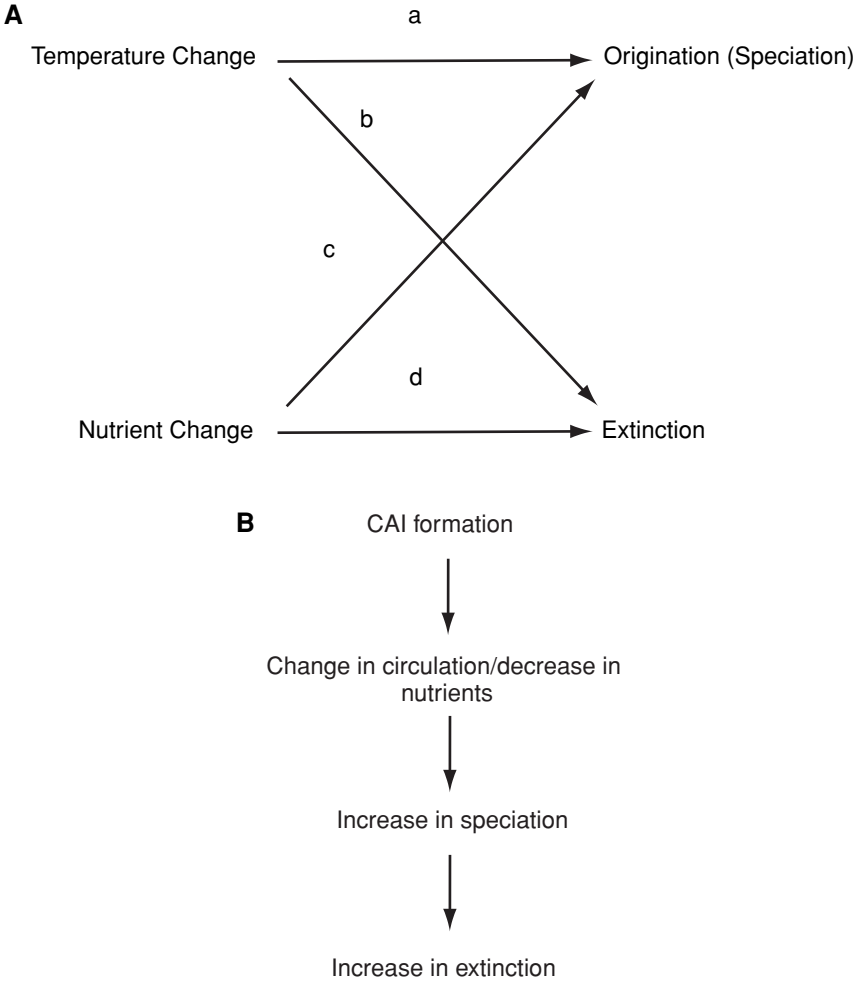 A
a
Temperature Change
Origination (Speciation)
b
c
d
Nutrient Change
Extinction
B
CAI formation
Change in circulation/decrease in
nutrients
Increase in speciation
Increase in extinction